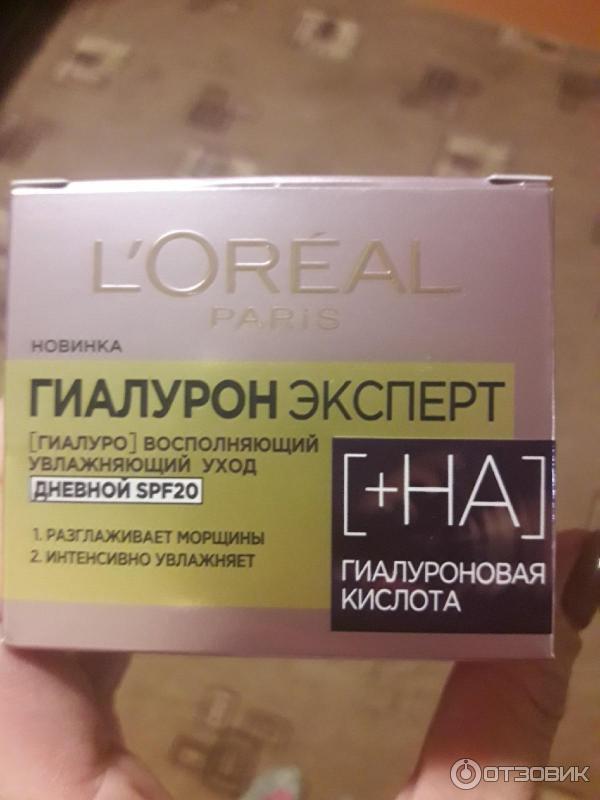 L'ORÉAL
PARIS
НОВИНКА
ГИАЛУРОН ЭКСПЕРТ
[ГИАЛУРО] ВОСПОЛНЯЮЩИЙ
УВЛАЖНЯЮЩИЙ УХОД
ДНЕВНОЙ SPF20
1. РАЗГЛАЖИВАЕТ МОРЩИНЫ
2. ИНТЕНСИВНО УВЛАЖНЯЕТ
[+HA]
ГИАЛУРОНОВАЯ
КИСЛОТА
ОТЗОВИК